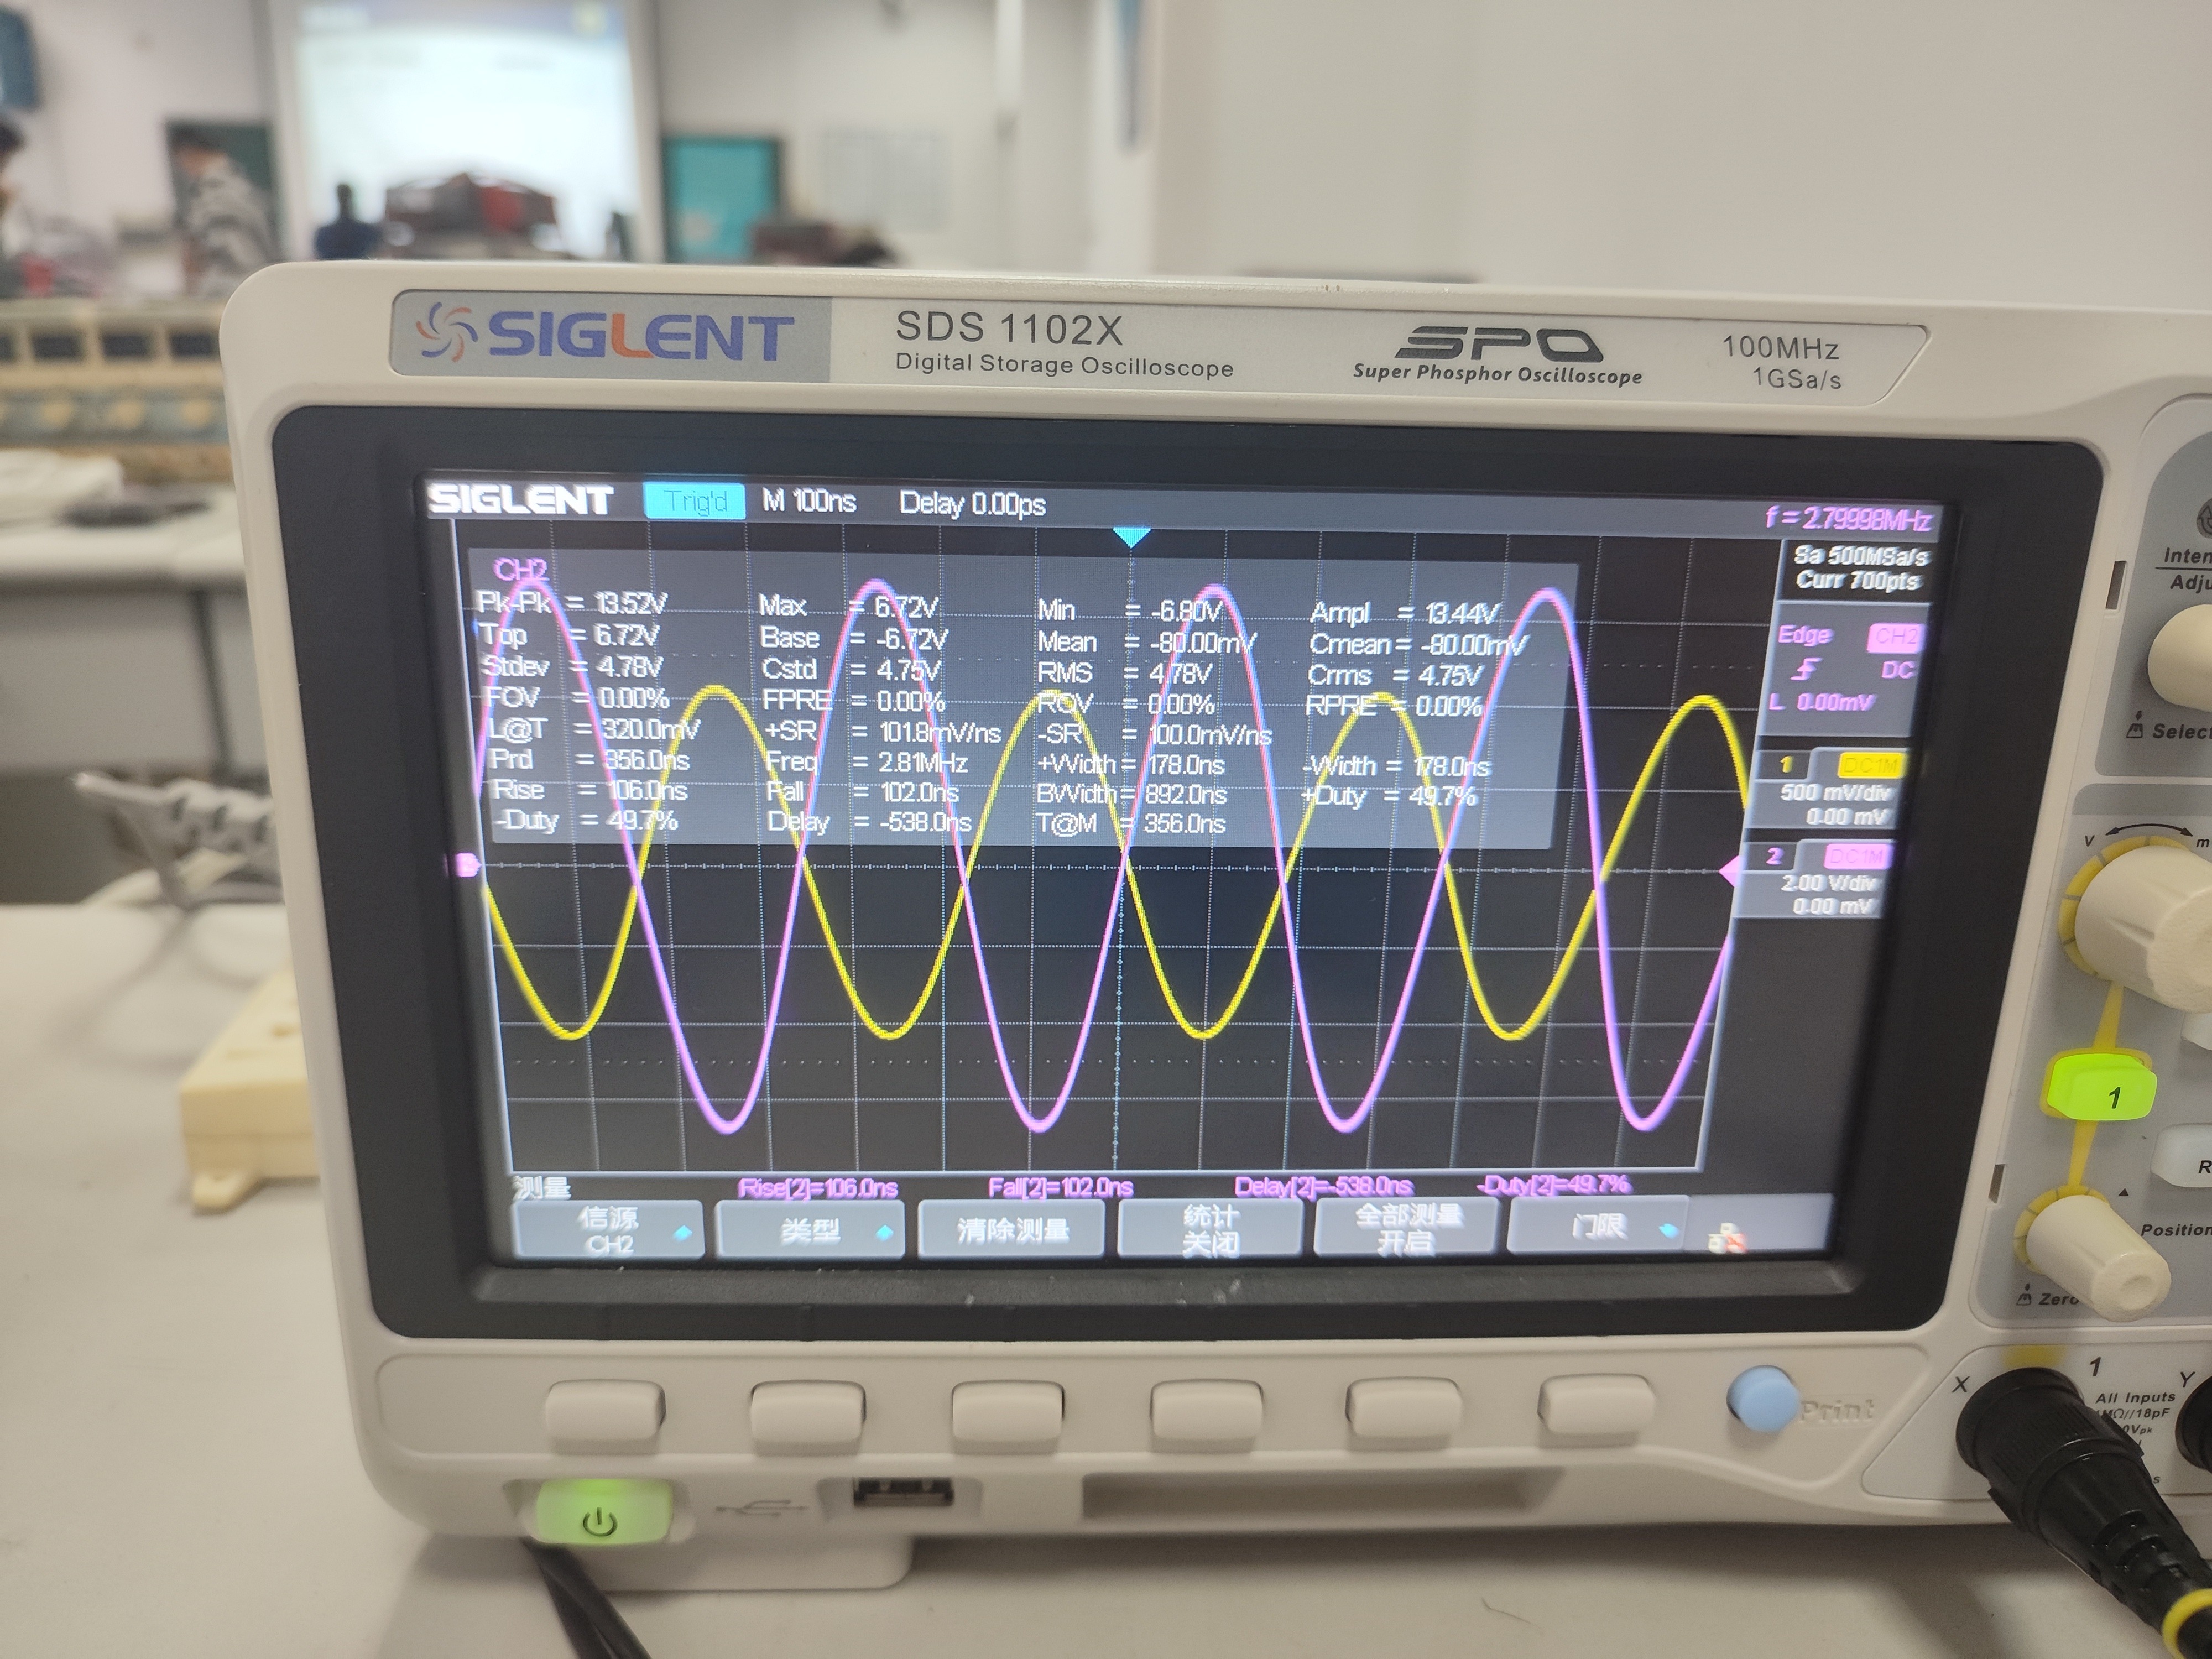 SIGLENT
SDS 1102X
Digital Storage Oscilloscope
SPO
Super Phosphor Oscilloscope
100MHz
1GSa/s
SIGLENT Trig'd M 100ns Delay 0.00ps f = 2.79998MHz
Sa 500MSa/s
Curr 700pts
CH2
Pk-Pk = 13.52V Max = 6.72V Min = -6.80V Ampl = 13.44V
Top = 6.72V Base = -6.72V Mean = -80.00mV Cmean = -80.00mV
Stdev = 4.78V Cstd = 4.75V RMS = 4.78V Crms = 4.75V
FOV = 0.00% FPRE = 0.00% ROV = 0.00% RPRE = 0.00%
L@T = 320.0mV +SR = 101.8mV/ns -SR = 100.0mV/ns
Prd = 356.0ns Freq = 2.81MHz +Width = 178.0ns -Width = 178.0ns
Rise = 106.0ns Fall = 102.0ns BWidth = 892.0ns +Duty = 49.7%
-Duty = 49.7% Delay = -538.0ns T@M = 356.0ns
Edge CH2
DC
L 0.00mV
1 DC1M
500 mV/div
0.00 mV
2 DC1M
2.00 V/div
0.00 mV
测量 Rise[2]=106.0ns Fall[2]=102.0ns Delay[2]=-538.0ns -Duty[2]=49.7%
信源
CH2
类型
清除测量
统计
关闭
全部测量
开启
门限
Print
V
1
Position
Zero
X
1
Y
All Inputs